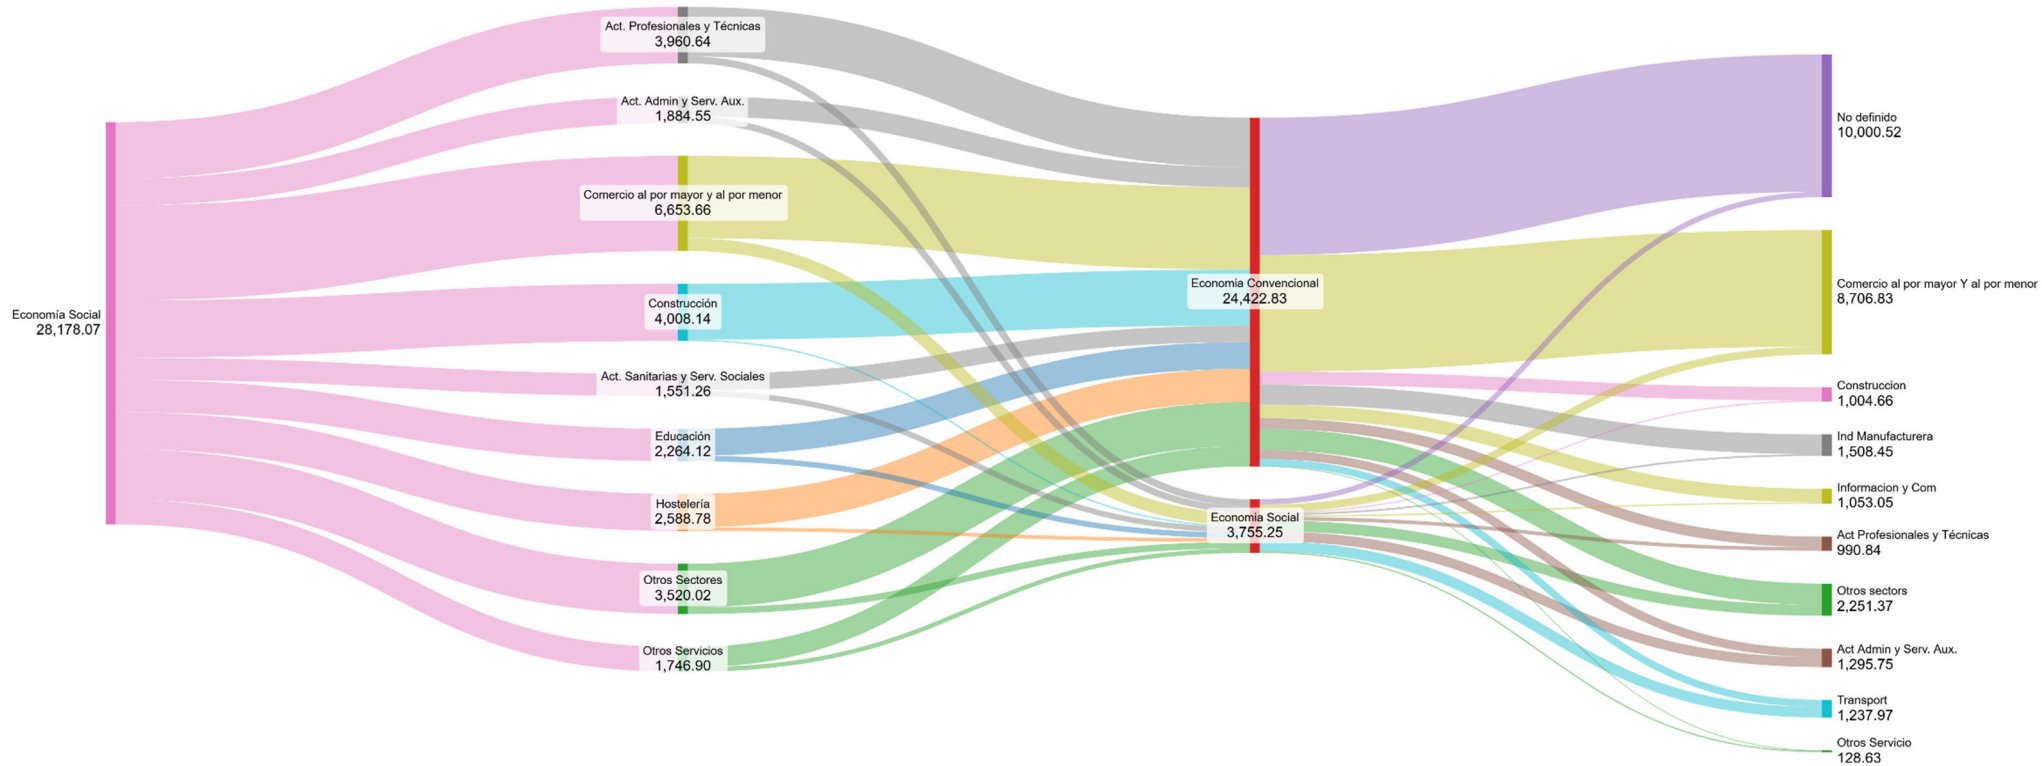 Economía Social
28,178.07
Act. Profesionales y Técnicas
3,960.64
Act. Admin y Serv. Aux.
1,884.55
Comercio al por mayor y al por menor
6,653.66
Construcción
4,008.14
Act. Sanitarias y Serv. Sociales
1,551.26
Educación
2,264.12
Hostelería
2,588.78
Otros Sectores
3,520.02
Otros Servicios
1,746.90
Economia Convencional
24,422.83
Economia Social
3,755.25
No definido
10,000.52
Comercio al por mayor Y al por menor
8,706.83
Construccion
1,004.66
Ind Manufacturera
1,508.45
Informacion y Com
1,053.05
Act Profesionales y Técnicas
990.84
Otros sectors
2,251.37
Act Admin y Serv. Aux.
1,295.75
Transport
1,237.97
Otros Servicio
128.63